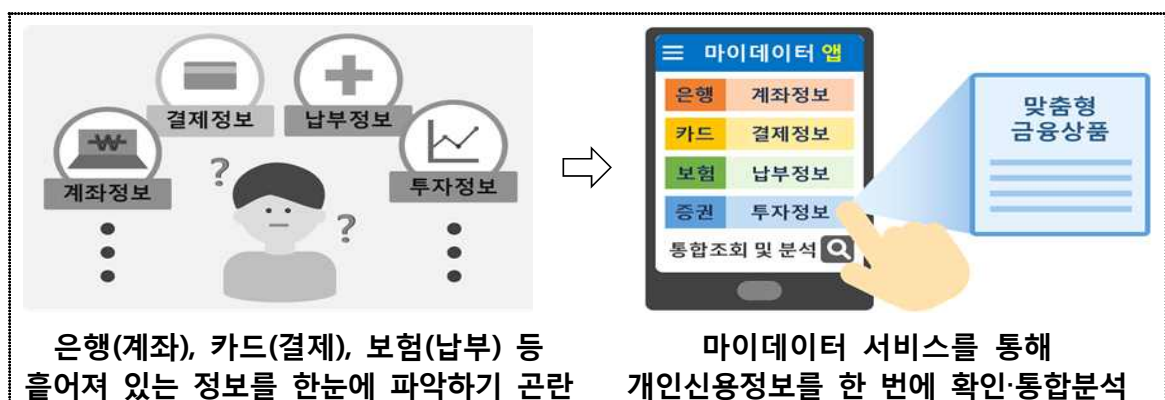 결제정보
납부정보
계좌정보
투자정보
?
?
₩
은행(계좌), 카드(결제), 보험(납부) 등
흩어져 있는 정보를 한눈에 파악하기 곤란
마이데이터 앱
은행 계좌정보
카드 결제정보
보험 납부정보
증권 투자정보
통합조회 및 분석
맞춤형
금융상품
마이데이터 서비스를 통해
개인신용정보를 한 번에 확인·통합분석